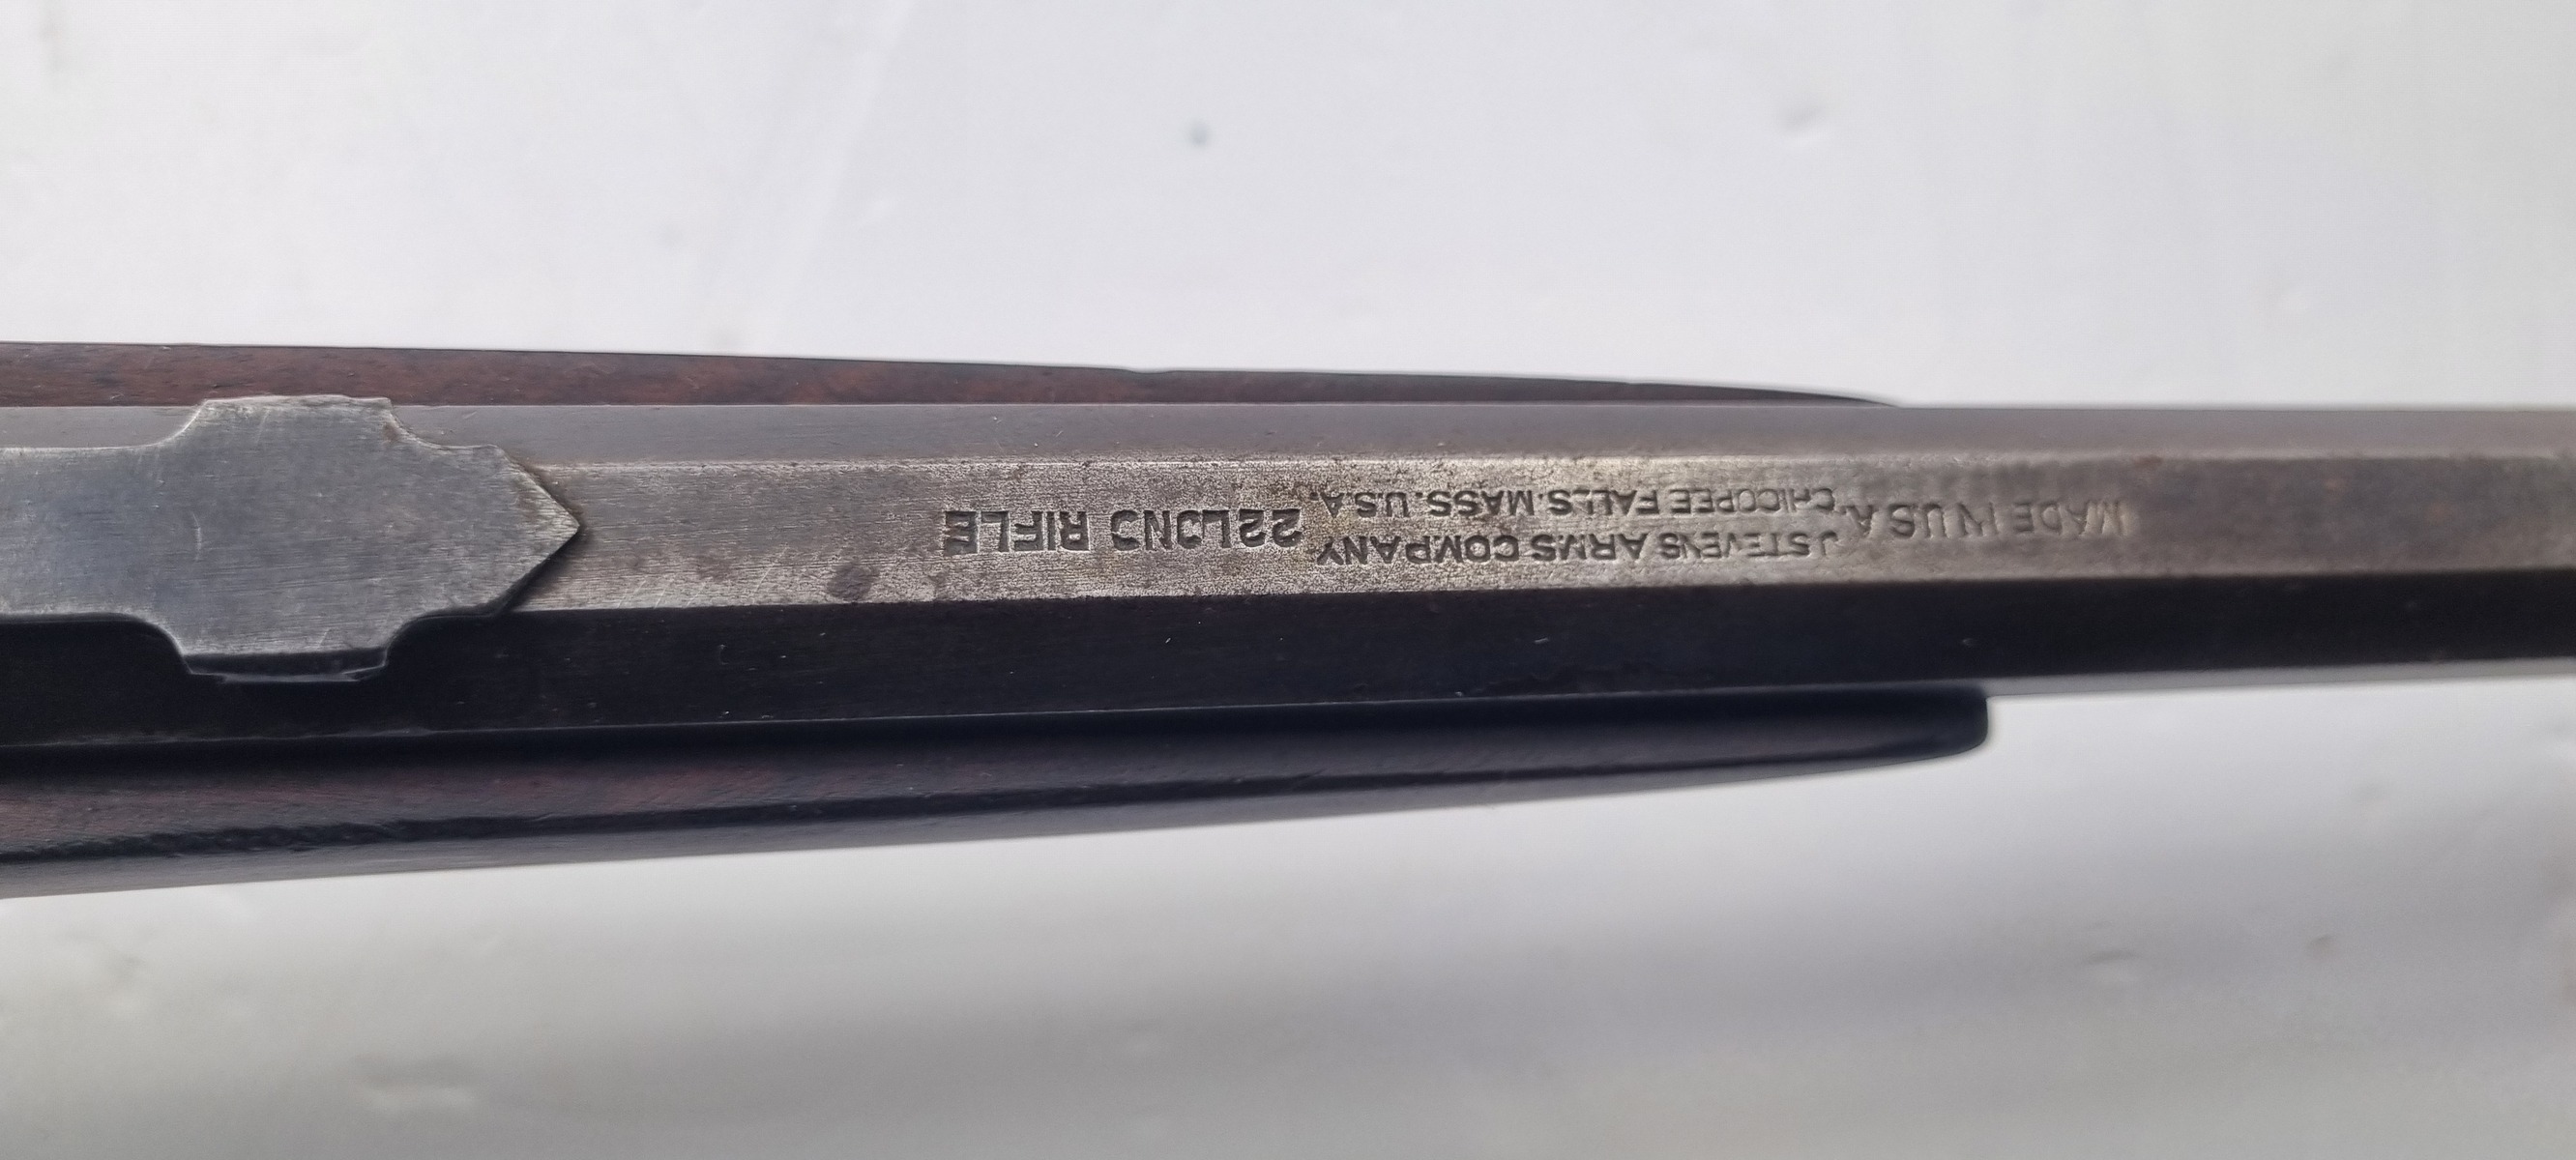 MADE IN U.S.A.
J STEVENS ARMS COMPANY
CHICOPEE FALLS. MASS. U.S.A.
22 LONG RIFLE